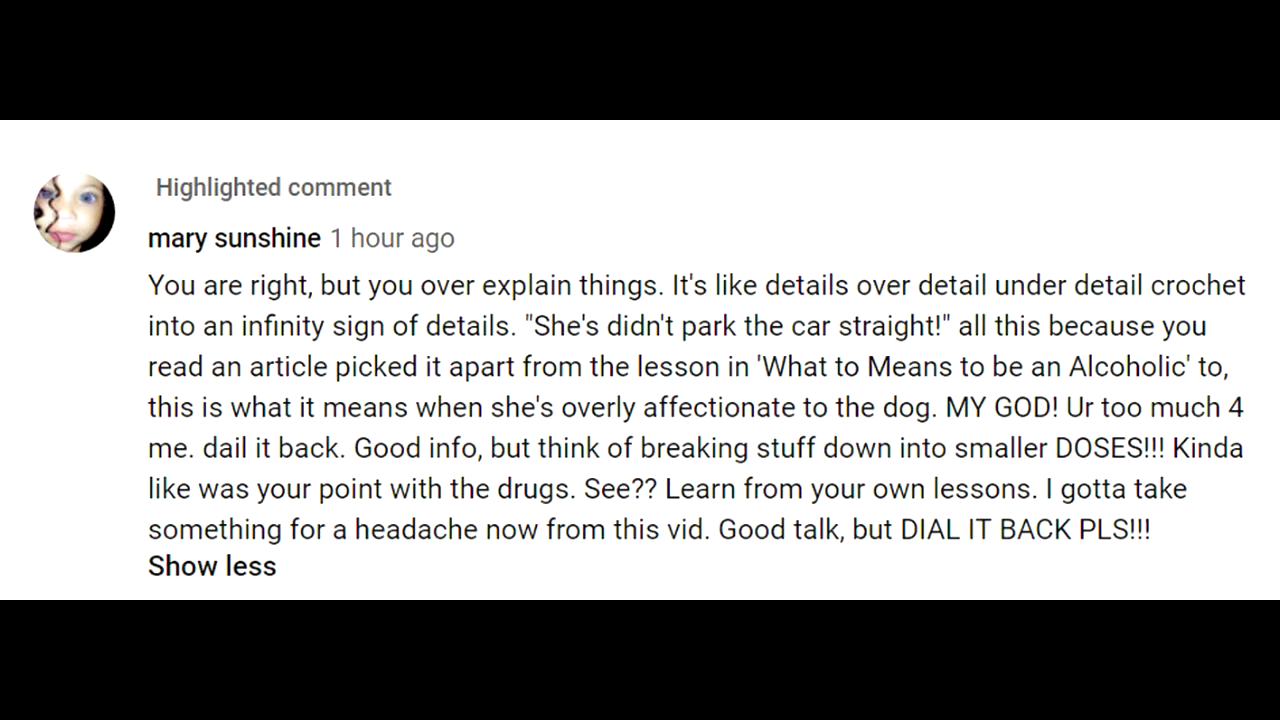 Highlighted comment
mary sunshine 1 hour ago
You are right, but you over explain things. It's like details over detail under detail crochet
into an infinity sign of details. "She's didn't park the car straight!" all this because you
read an article picked it apart from the lesson in 'What to Means to be an Alcoholic' to,
this is what it means when she's overly affectionate to the dog. MY GOD! Ur too much 4
me. dail it back. Good info, but think of breaking stuff down into smaller DOSES!!! Kinda
like was your point with the drugs. See?? Learn from your own lessons. I gotta take
something for a headache now from this vid. Good talk, but DIAL IT BACK PLS!!!
Show less